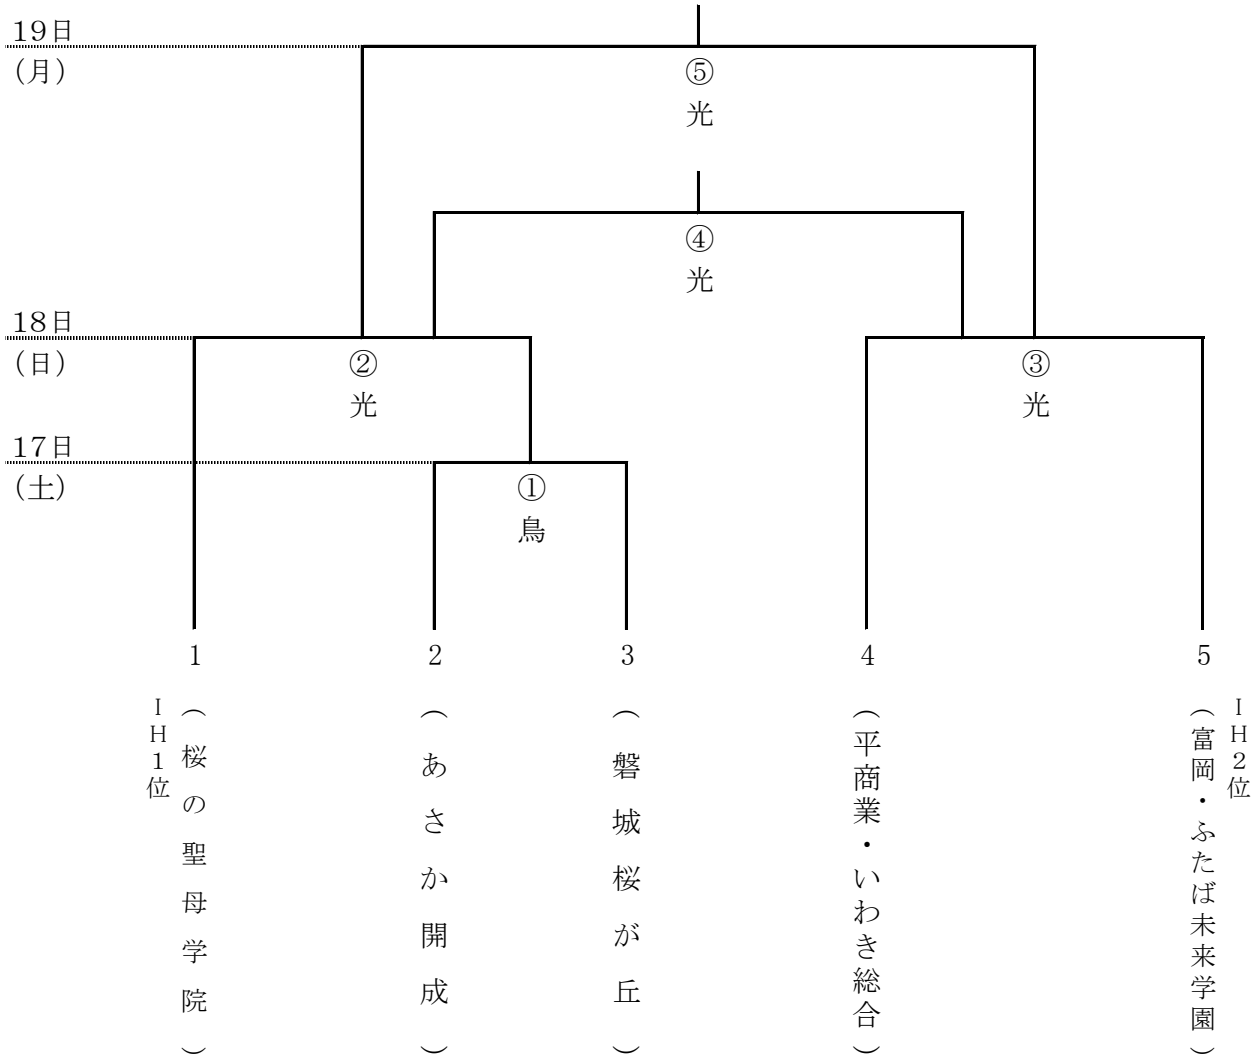 19日
(月)
⑤
光
④
光
18日
(日)
②
光
③
光
17日
(土)
①
鳥
1
2
3
4
5
IH1位
(桜の聖母学院)
(あさか開成)
(磐城桜が丘)
(平商業・いわき総合)
(富岡・ふたば未来学園)
IH2位